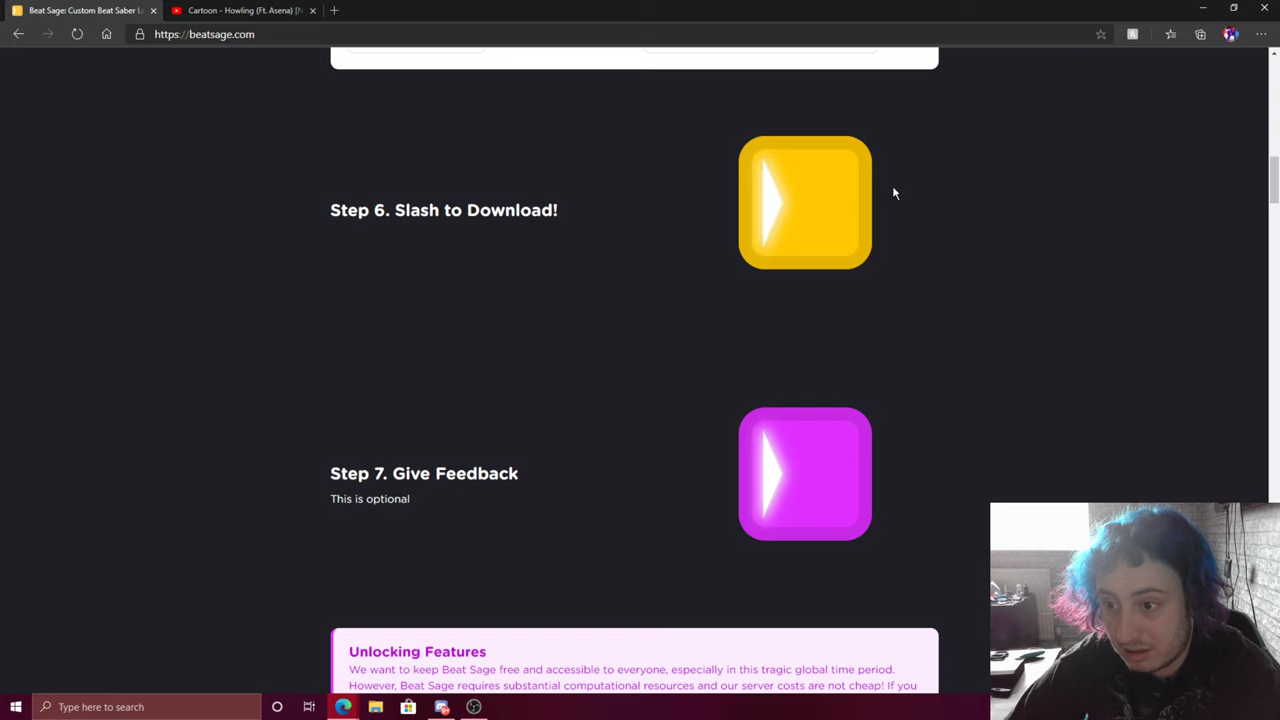 Beat Sage: Custom Beat Saber Le
Cartoon - Howling (Ft. Asena) [N
https://beatsage.com
Step 6. Slash to Download!
Step 7. Give Feedback
This is optional
Unlocking Features
We want to keep Beat Sage free and accessible to everyone, especially in this tragic global time period.
However, Beat Sage requires substantial computational resources and our server costs are not cheap! If you
Type here to search